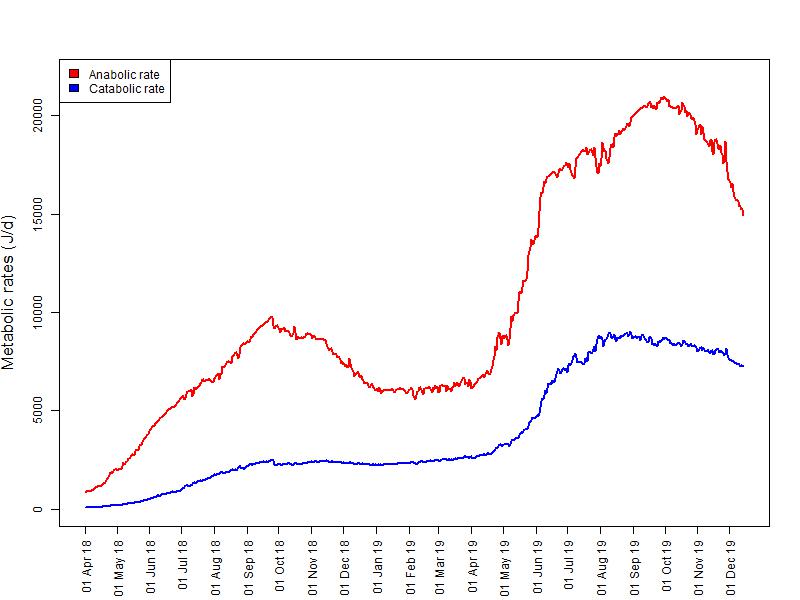 Anabolic rate
Catabolic rate
Metabolic rates (J/d)
20000
15000
10000
5000
0
01 Apr 18
01 May 18
01 Jun 18
01 Jul 18
01 Aug 18
01 Sep 18
01 Oct 18
01 Nov 18
01 Dec 18
01 Jan 19
01 Feb 19
01 Mar 19
01 Apr 19
01 May 19
01 Jun 19
01 Jul 19
01 Aug 19
01 Sep 19
01 Oct 19
01 Nov 19
01 Dec 19